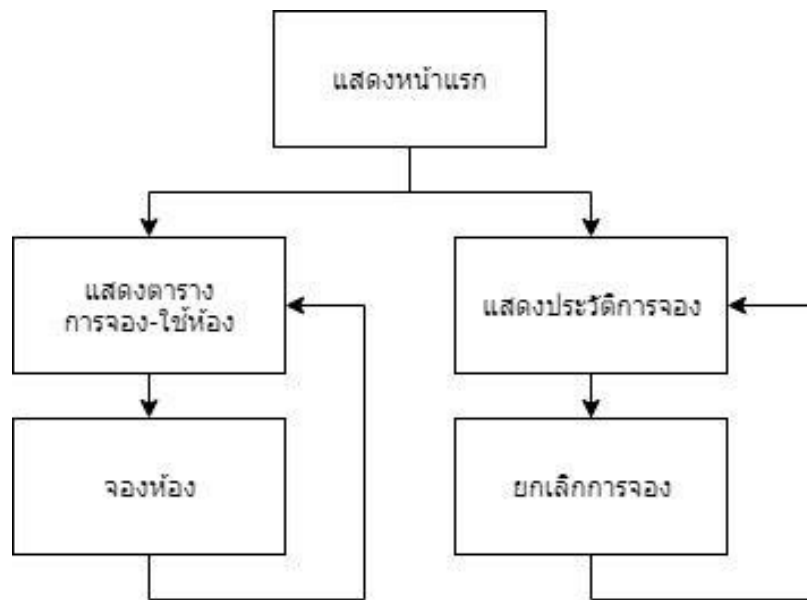 แสดงหน้าแรก
แสดงตาราง
การจอง-ใช้ห้อง
แสดงประวัติการจอง
จองห้อง
ยกเลิกการจอง